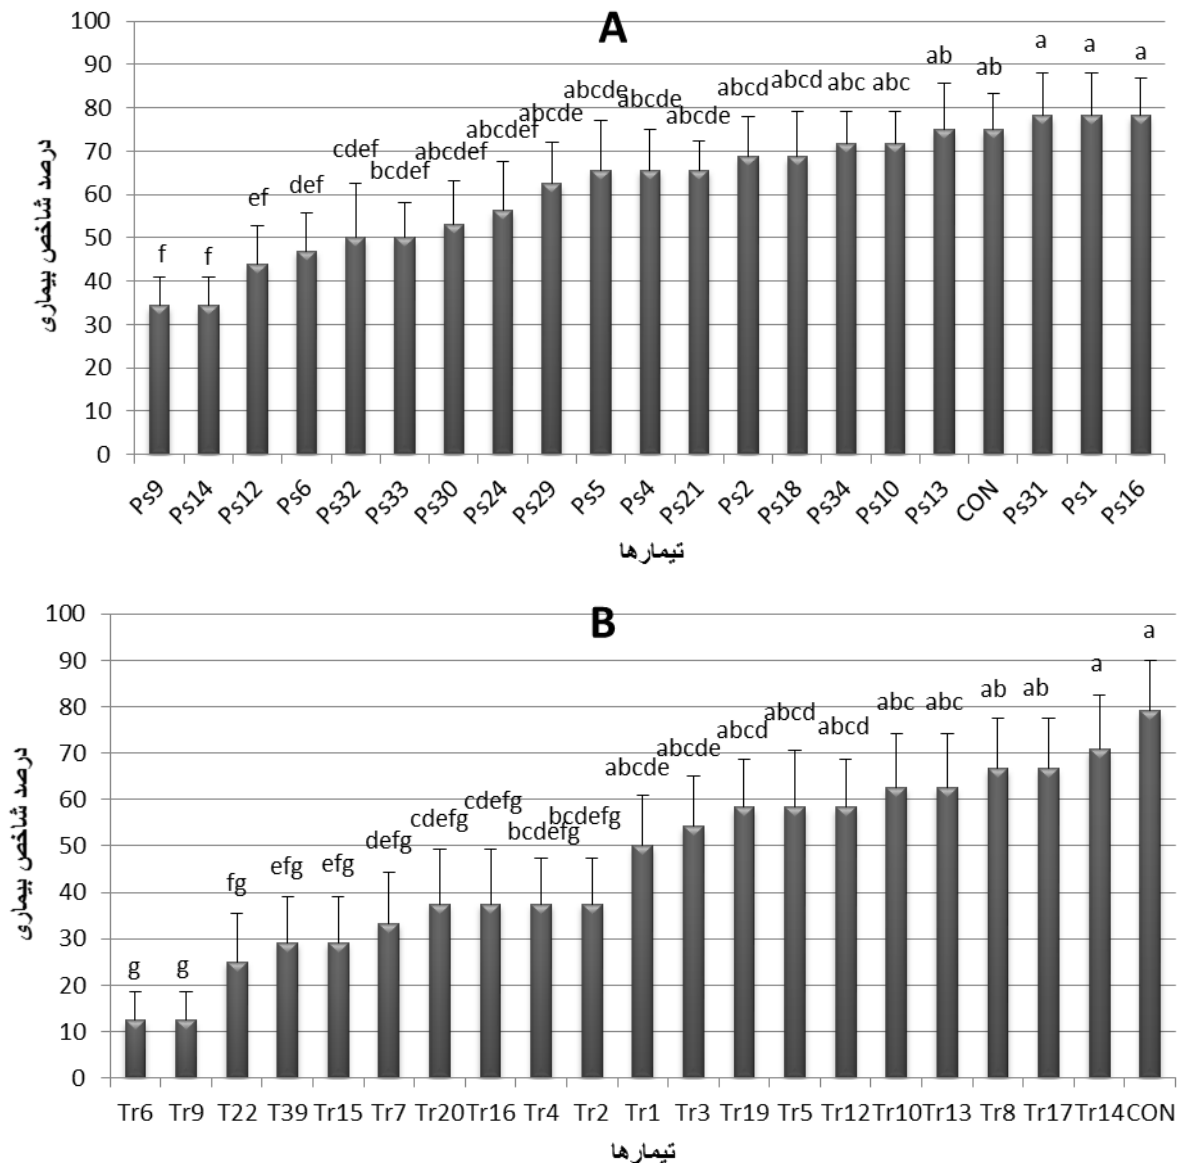 A
100
90
80
70
60
50
40
30
20
10
0
درصد شاخص بیماری
f f ef def cdef bcdef abcdef abcdef abcde abcde abcde abcde abcd abcd abc abc ab ab a a a
Ps9 Ps14 Ps12 Ps6 Ps32 Ps33 Ps30 Ps24 Ps29 Ps5 Ps4 Ps21 Ps2 Ps18 Ps34 Ps10 Ps13 CON Ps31 Ps1 Ps16
تیمارها
B
100
90
80
70
60
50
40
30
20
10
0
درصد شاخص بیماری
g g fg efg efg defg cdefg cdefg bcdefg bcdefg abcde abcde abcd abcd abcd abc abc ab ab a a
Tr6 Tr9 T22 T39 Tr15 Tr7 Tr20 Tr16 Tr4 Tr2 Tr1 Tr3 Tr19 Tr5 Tr12 Tr10 Tr13 Tr8 Tr17 Tr14 CON
تیمارها